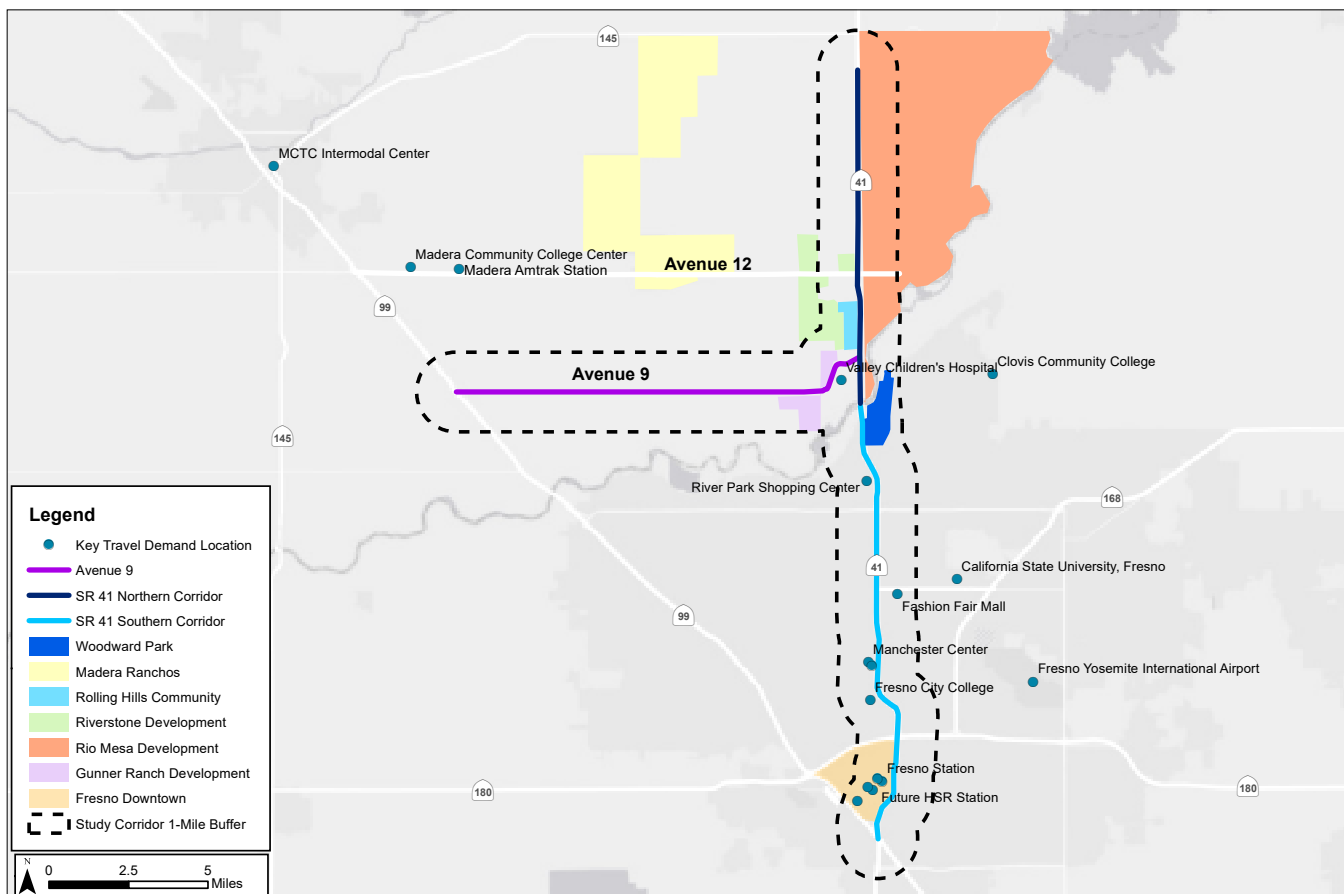 145
MCTC Intermodal Center
41
Madera Community College Center
Madera Amtrak Station
Avenue 12
99
Avenue 9
Valley Children's Hospital
Clovis Community College
145
River Park Shopping Center
168
41
California State University, Fresno
Fashion Fair Mall
99
Manchester Center
Fresno Yosemite International Airport
Fresno City College
Fresno Station
Future HSR Station
180
180
Legend
Key Travel Demand Location
Avenue 9
SR 41 Northern Corridor
SR 41 Southern Corridor
Woodward Park
Madera Ranchos
Rolling Hills Community
Riverstone Development
Rio Mesa Development
Gunner Ranch Development
Fresno Downtown
Study Corridor 1-Mile Buffer
N
0 2.5 5
Miles